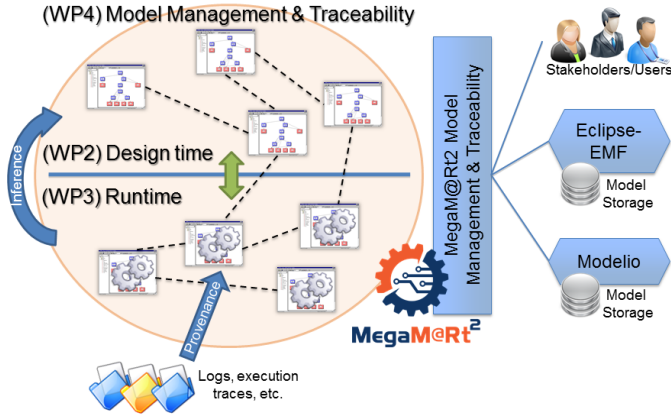 (WP4) Model Management & Traceability
Stakeholders/Users
Eclipse-
EMF
Model
Storage
(WP2) Design time
(WP3) Runtime
Inference
MegaM@Rt2 Model
Management & Traceability
Modelio
Model
Storage
Provenance
MegaM@Rt²
Logs, execution
traces, etc.